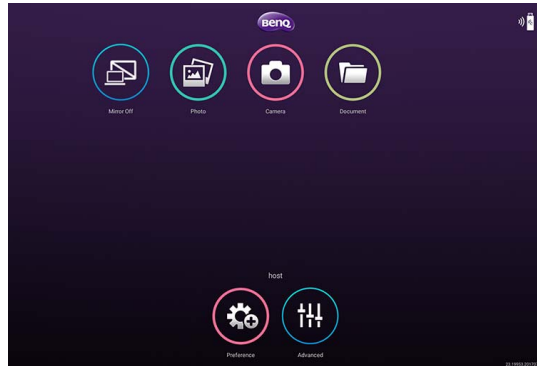 BenQ
Mirror Off
Photo
Camera
Document
host
Preference
Advanced